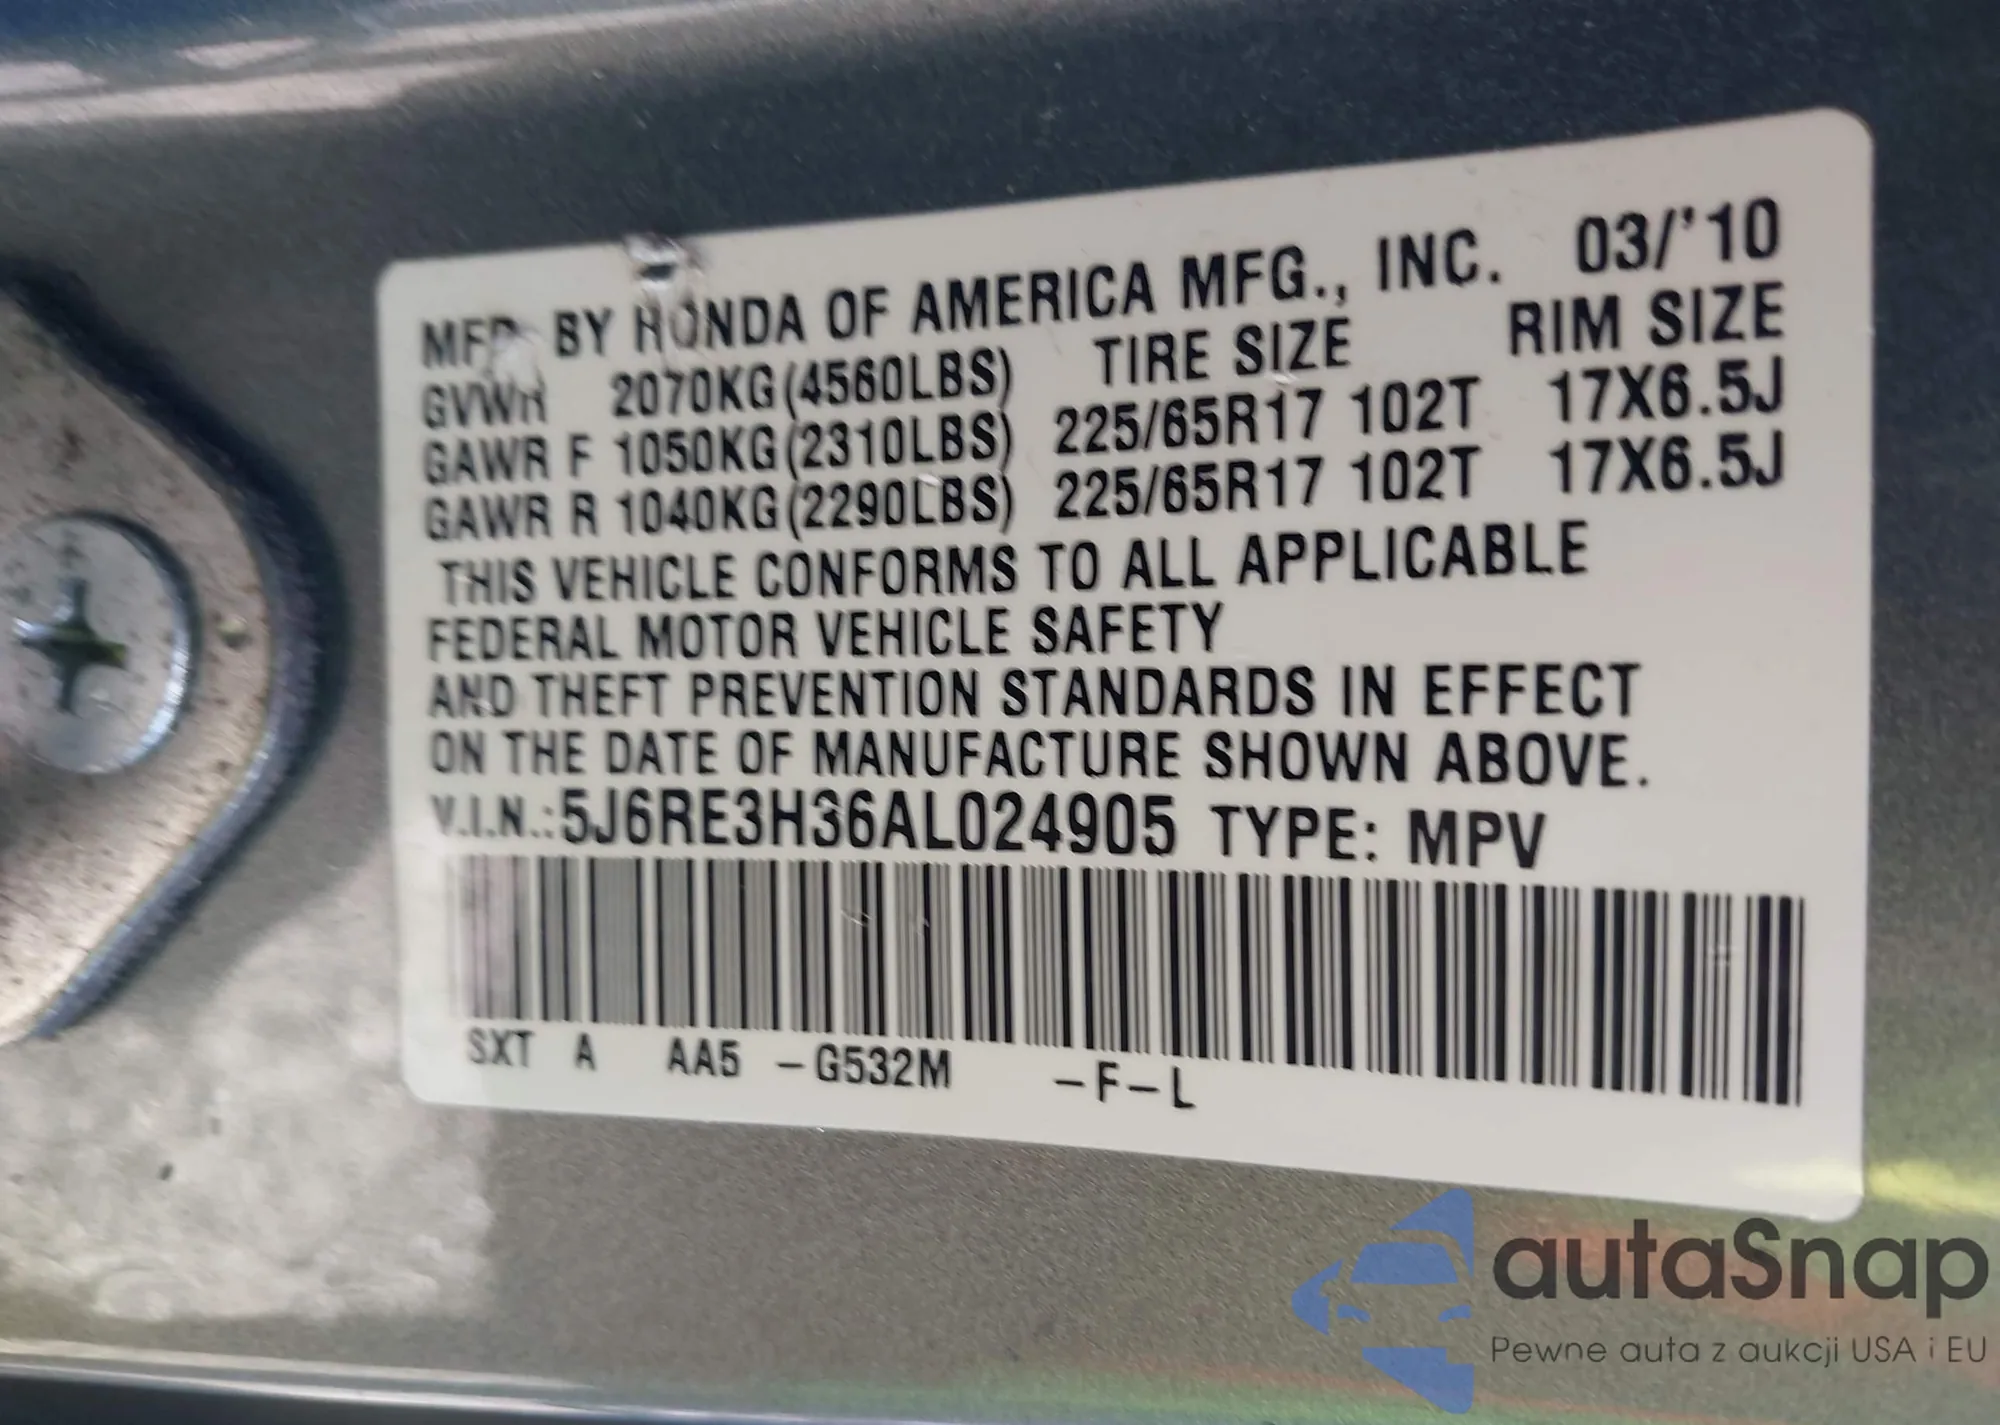 MFD BY HONDA OF AMERICA MFG., INC. 03/'10
GVWR 2070KG(4560LBS) TIRE SIZE RIM SIZE
GAWR F 1050KG(2310LBS) 225/65R17 102T 17X6.5J
GAWR R 1040KG(2290LBS) 225/65R17 102T 17X6.5J
THIS VEHICLE CONFORMS TO ALL APPLICABLE
FEDERAL MOTOR VEHICLE SAFETY
AND THEFT PREVENTION STANDARDS IN EFFECT
ON THE DATE OF MANUFACTURE SHOWN ABOVE.
V.I.N.:5J6RE3H36AL024905 TYPE: MPV
SXT A AA5 -G532M -F-L
autaSnap
Pewne auta z aukcji USA i EU